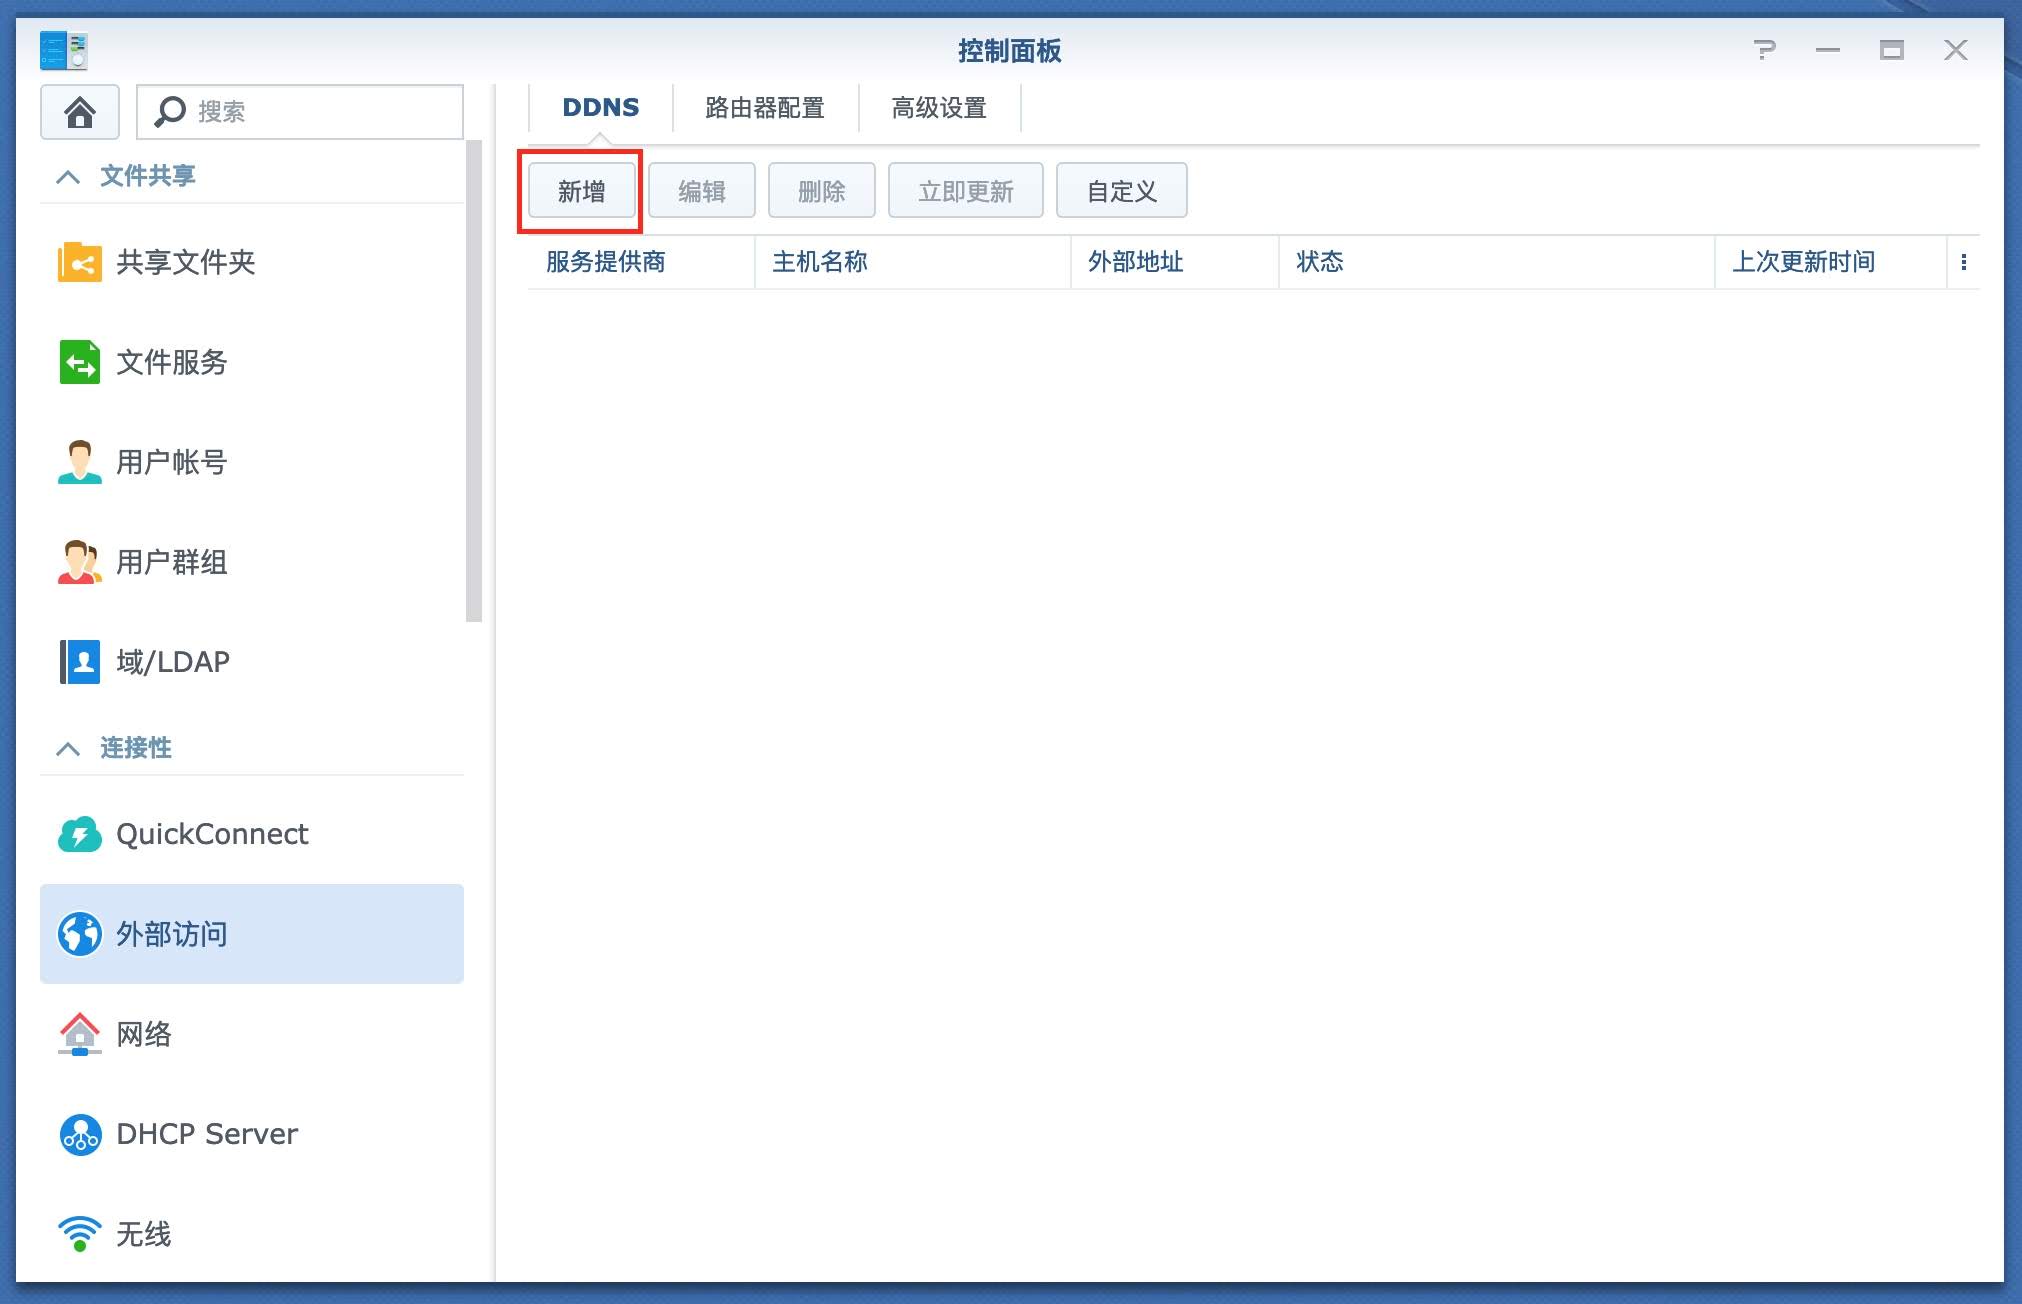 控制面板
搜索
文件共享
共享文件夹
文件服务
用户帐号
用户群组
域/LDAP
连接性
QuickConnect
外部访问
网络
DHCP Server
无线
DDNS 路由器配置 高级设置
新增 编辑 删除 立即更新 自定义
服务提供商 主机名称 外部地址 状态 上次更新时间